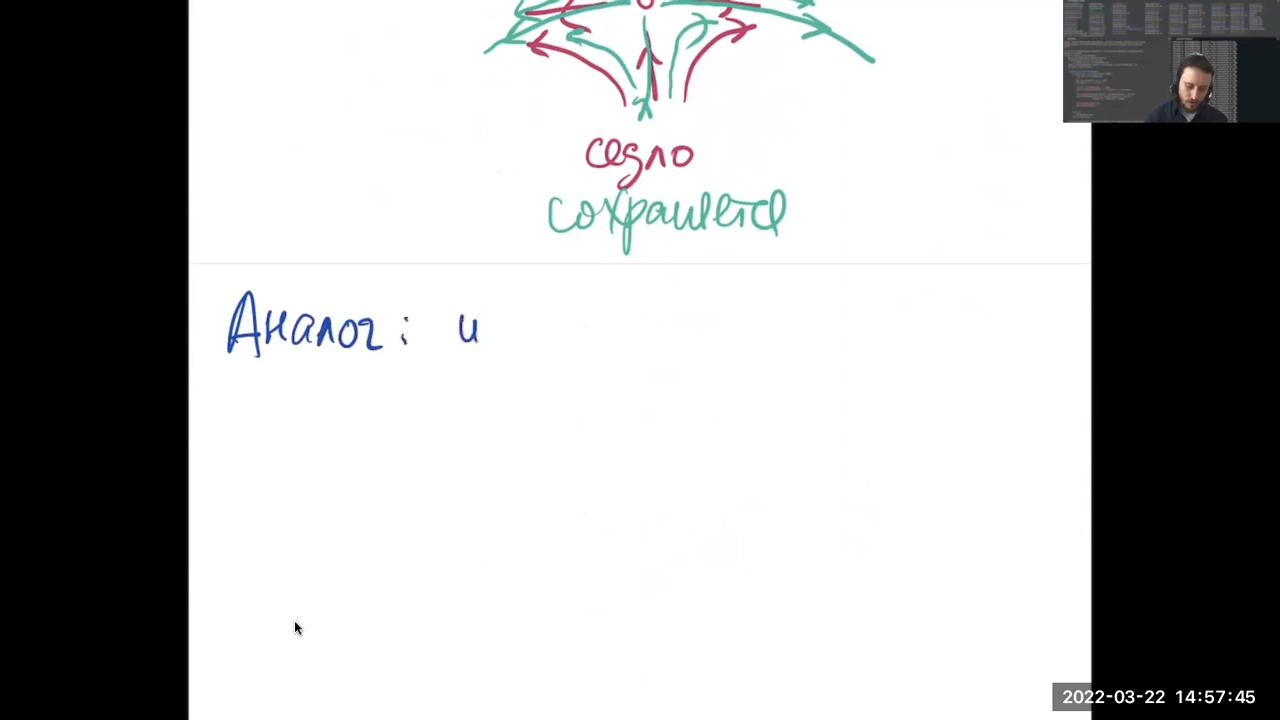 седло
сохраняется
Аналог: и
2022-03-22 14:57:45